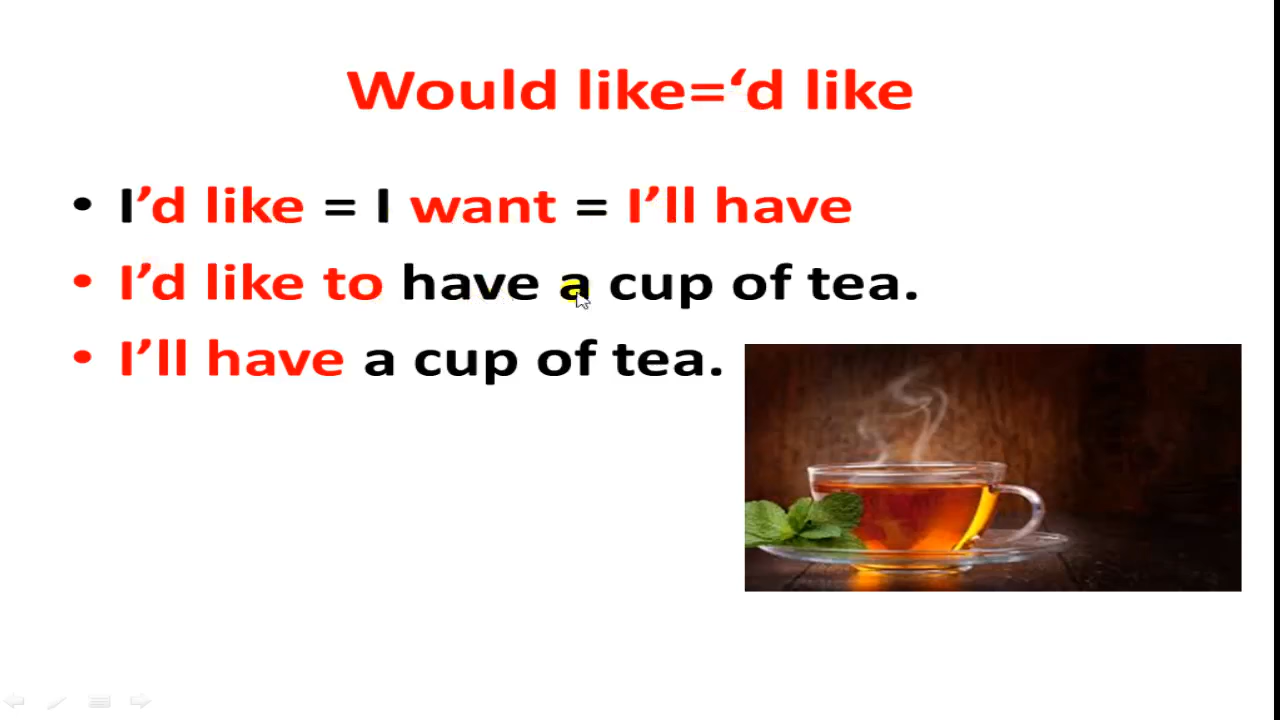 Would like=‘d like
• I’d like = I want = I’ll have
• I’d like to have a cup of tea.
• I’ll have a cup of tea.